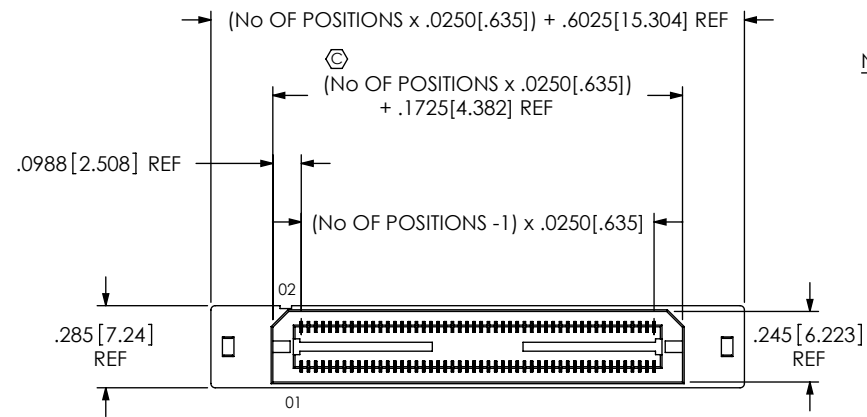 (No OF POSITIONS x .0250[.635]) + .6025[15.304] REF
C
(No OF POSITIONS x .0250[.635])
+ .1725[4.382] REF
.0988[2.508] REF
(No OF POSITIONS -1) x .0250[.635]
02
.285[7.24]
REF
.245[6.223]
REF
01
N